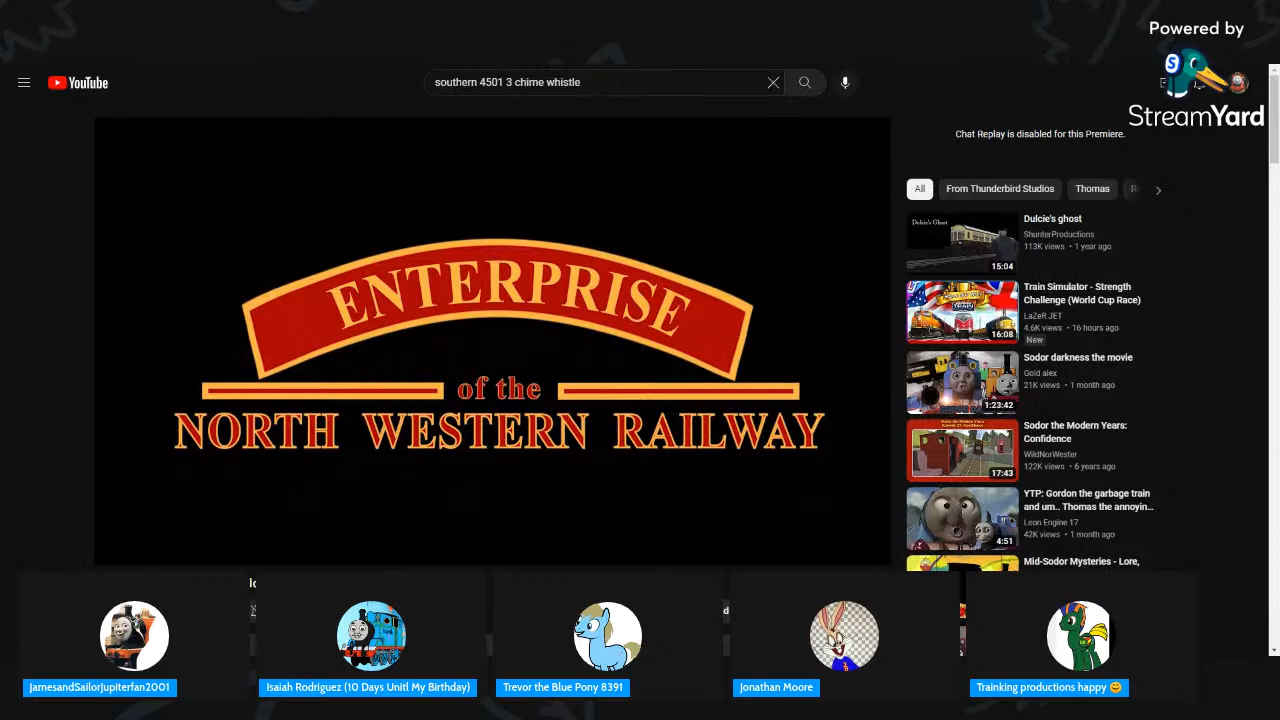 Powered by
StreamYard
YouTube
southern 4501 3 chime whistle
Chat Replay is disabled for this Premiere.
All
From Thunderbird Studios
Thomas
ENTERPRISE
of the
NORTH WESTERN RAILWAY
Dulcie's Ghost
15:04
Dulcie's ghost
ShunterProductions
113K views • 1 year ago
16:08
Train Simulator - Strength
Challenge (World Cup Race)
LaZeR JET
4.6K views • 16 hours ago
New
1:23:42
Sodor darkness the movie
Gold alex
21K views • 1 month ago
17:43
Sodor the Modern Years:
Confidence
WildNorWester
122K views • 6 years ago
4:51
YTP: Gordon the garbage train
and um.. Thomas the annoyin...
Leon Engine 17
42K views • 1 month ago
Mid-Sodor Mysteries - Lore,
JamesandSailorJupiterfan2001
Isaiah Rodriguez (10 Days Unitl My Birthday)
Trevor the Blue Pony 8391
Jonathan Moore
Trainking productions happy 😊